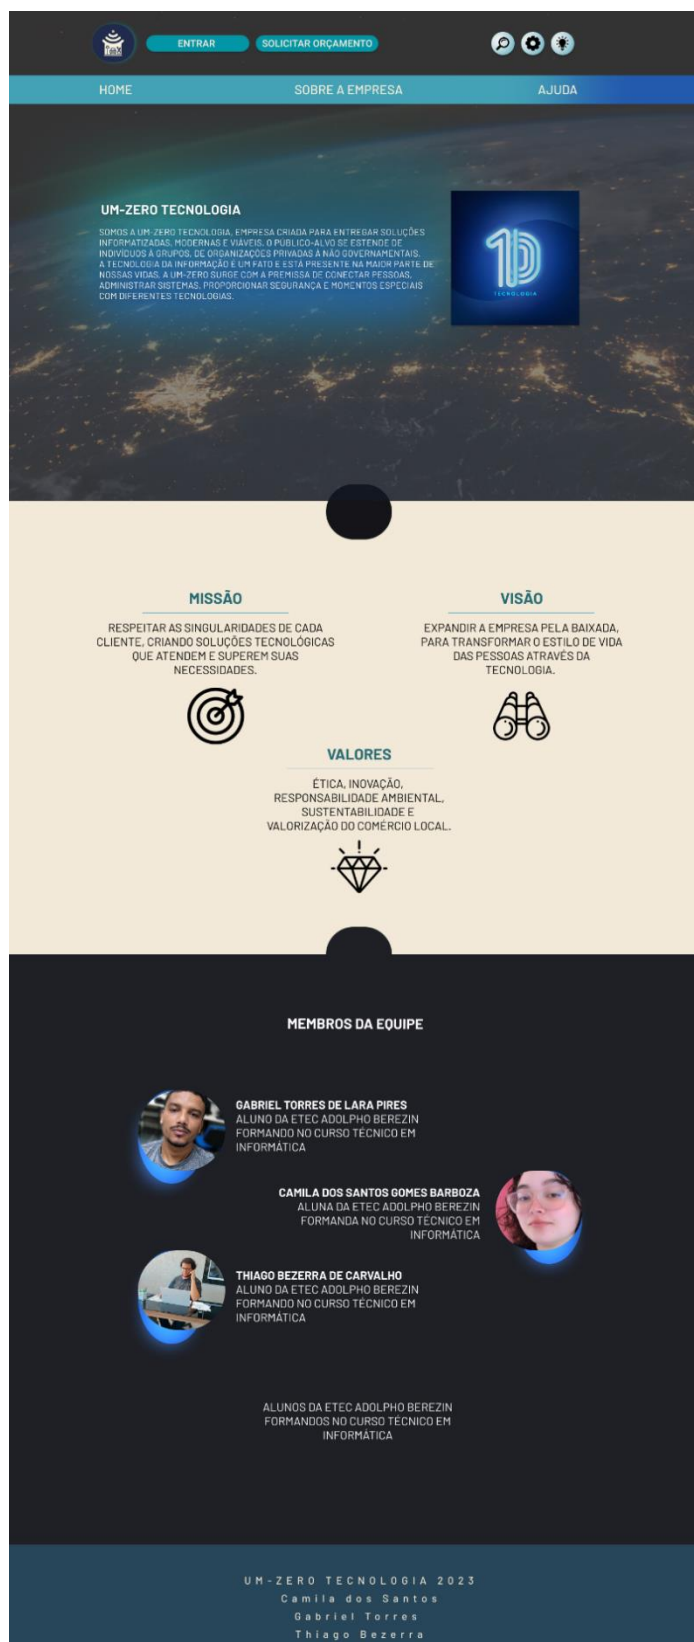 ENTRAR
SOLICITAR ORÇAMENTO
HOME
SOBRE A EMPRESA
AJUDA
UM-ZERO TECNOLOGIA
SOMOS A UM-ZERO TECNOLOGIA, EMPRESA CRIADA PARA ENTREGAR SOLUÇÕES
INFORMATIZADAS, MODERNAS E VIÁVEIS. O PÚBLICO-ALVO SE ESTENDE DE
INDIVÍDUOS À GRUPOS, DE ORGANIZAÇÕES PRIVADAS À NÃO GOVERNAMENTAIS.
A TECNOLOGIA DA INFORMAÇÃO É UM FATO E ESTÁ PRESENTE NA MAIOR PARTE DE
NOSSAS VIDAS. A UM-ZERO SURGE COM A PREMISSA DE CONECTAR PESSOAS,
ADMINISTRAR SISTEMAS, PROPORCIONAR SEGURANÇA E MOMENTOS ESPECIAIS
COM DIFERENTES TECNOLOGIAS.
TECNOLOGIA
MISSÃO
RESPEITAR AS SINGULARIDADES DE CADA
CLIENTE, CRIANDO SOLUÇÕES TECNOLÓGICAS
QUE ATENDEM E SUPEREM SUAS
NECESSIDADES.
VISÃO
EXPANDIR A EMPRESA PELA BAIXADA,
PARA TRANSFORMAR O ESTILO DE VIDA
DAS PESSOAS ATRAVÉS DA
TECNOLOGIA.
VALORES
ÉTICA, INOVAÇÃO,
RESPONSABILIDADE AMBIENTAL,
SUSTENTABILIDADE E
VALORIZAÇÃO DO COMÉRCIO LOCAL.
MEMBROS DA EQUIPE
GABRIEL TORRES DE LARA PIRES
ALUNO DA ETEC ADOLPHO BEREZIN
FORMANDO NO CURSO TÉCNICO EM
INFORMÁTICA
CAMILA DOS SANTOS GOMES BARBOZA
ALUNA DA ETEC ADOLPHO BEREZIN
FORMANDA NO CURSO TÉCNICO EM
INFORMÁTICA
THIAGO BEZERRA DE CARVALHO
ALUNO DA ETEC ADOLPHO BEREZIN
FORMANDO NO CURSO TÉCNICO EM
INFORMÁTICA
ALUNOS DA ETEC ADOLPHO BEREZIN
FORMANDOS NO CURSO TÉCNICO EM
INFORMÁTICA
UM-ZERO TECNOLOGIA 2023
Camila dos Santos
Gabriel Torres
Thiago Bezerra